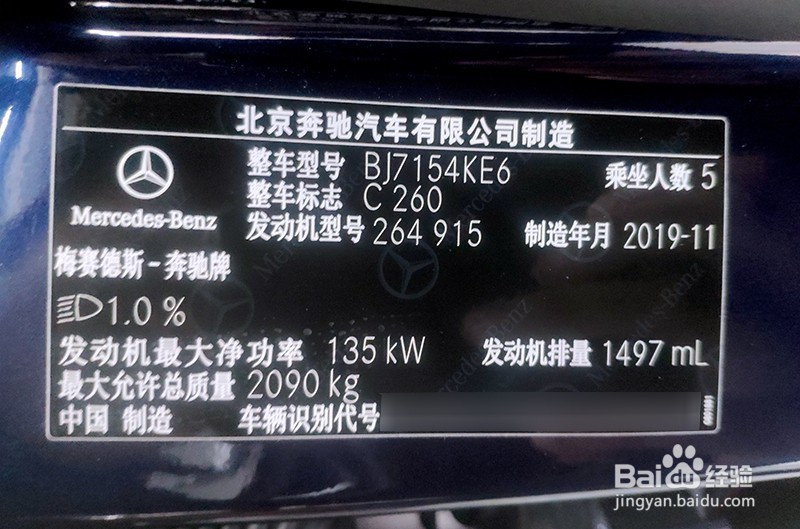 北京奔驰汽车有限公司制造
整车型号 BJ7154KE6 乘坐人数 5
整车标志 C 260
Mercedes-Benz
发动机型号 264 915 制造年月 2019-11
梅赛德斯-奔驰牌
1.0 %
发动机最大净功率 135 kW 发动机排量 1497 mL
最大允许总质量 2090 kg
中国 制造 车辆识别代号
Baidu 经验
jingyan.baidu.com